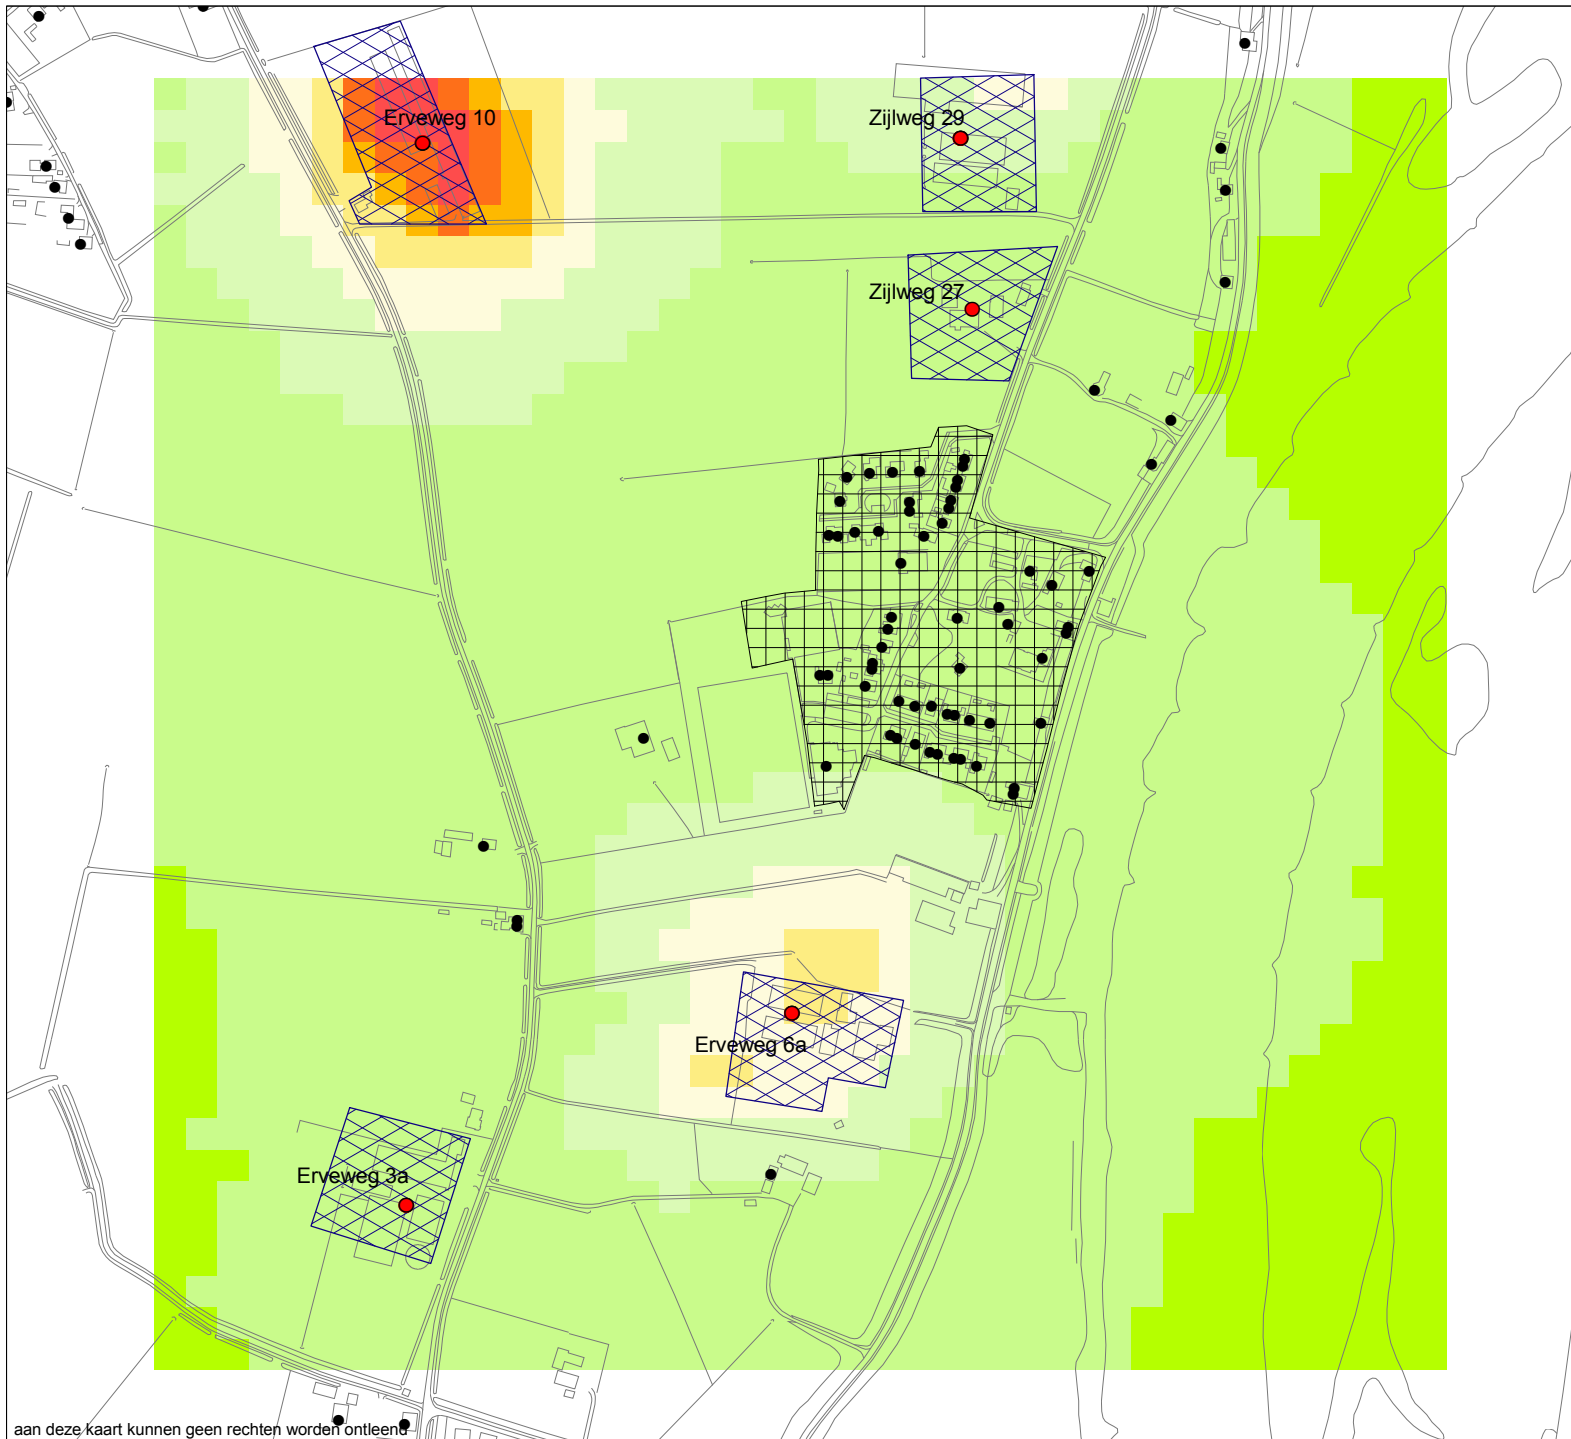 Erveweg 10
Zijlweg 29
Zijlweg 27
Erveweg 6a
Erveweg 3a
aan deze kaart kunnen geen rechten worden ontleend